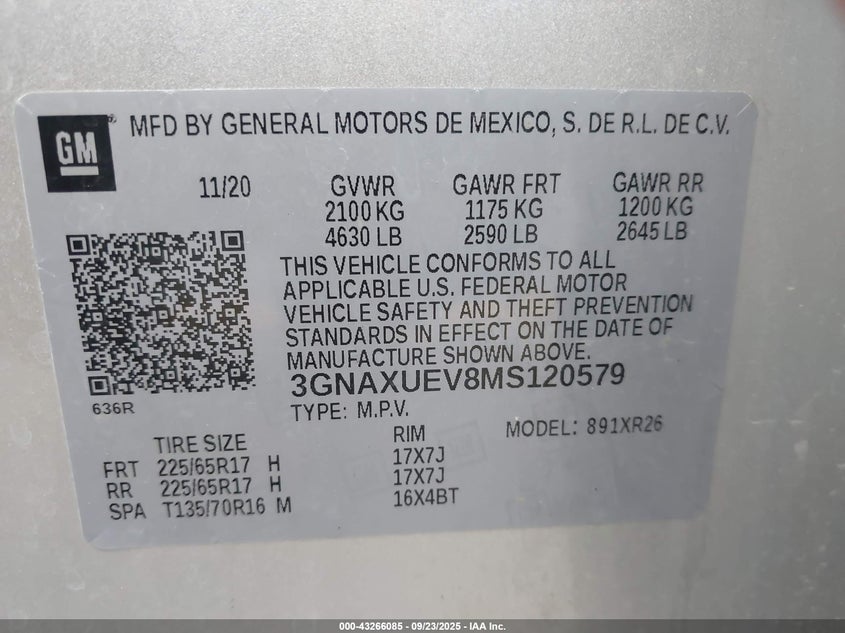 GM
MFD BY GENERAL MOTORS DE MEXICO, S. DE R.L. DE C.V.
11/20 GVWR GAWR FRT GAWR RR
2100 KG 1175 KG 1200 KG
4630 LB 2590 LB 2645 LB
THIS VEHICLE CONFORMS TO ALL
APPLICABLE U.S. FEDERAL MOTOR
VEHICLE SAFETY AND THEFT PREVENTION
STANDARDS IN EFFECT ON THE DATE OF
MANUFACTURE SHOWN ABOVE.
3GNAXUEV8MS120579
636R
TYPE: M.P.V.
MODEL: 891XR26
TIRE SIZE RIM
FRT 225/65R17 H 17X7J
RR 225/65R17 H 17X7J
SPA T135/70R16 M 16X4BT
000-43266085 - 09/23/2025 - IAA Inc.